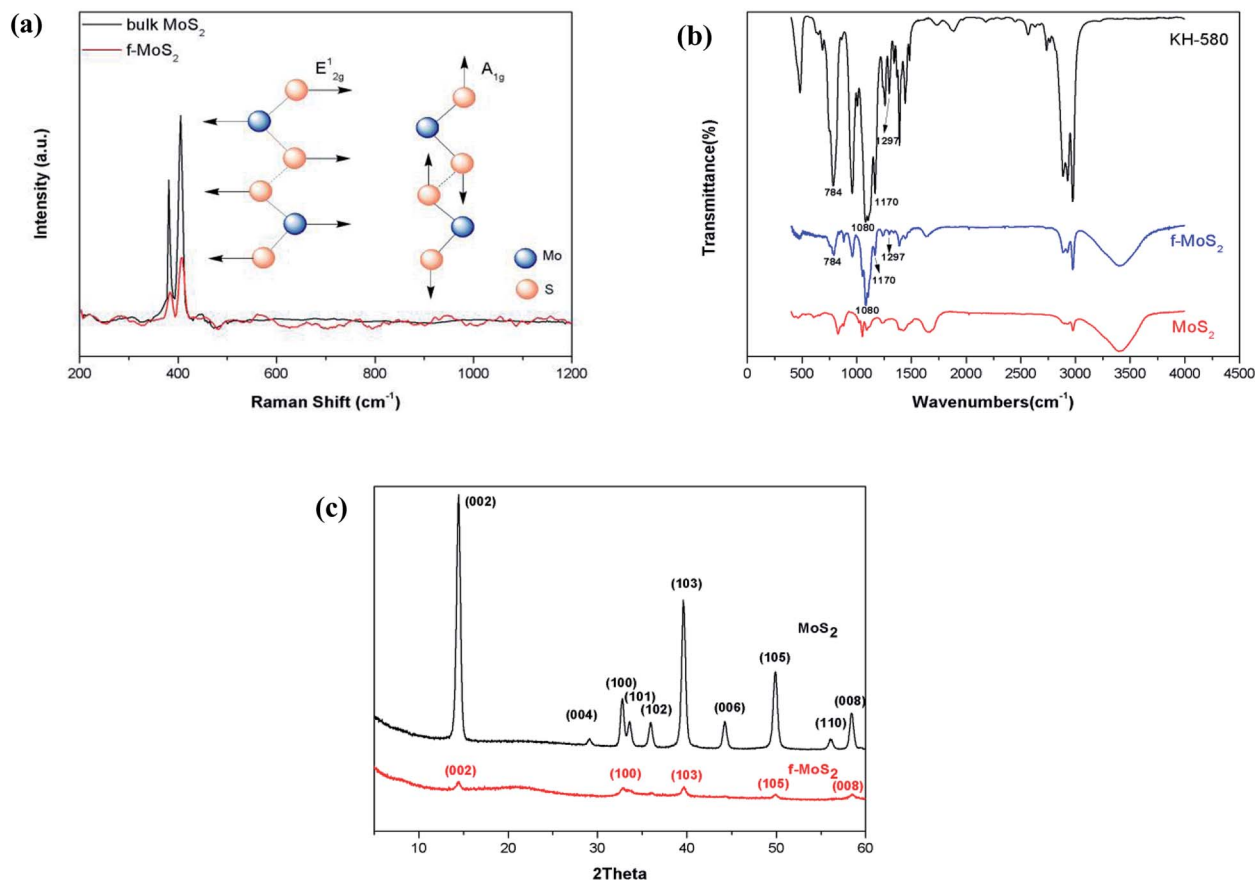 (a)
bulk MoS2
f-MoS2
E12g
A1g
Mo
S
Intensity (a.u.)
200 400 600 800 1000 1200
Raman Shift (cm-1)
(b)
KH-580
1297
784
1170
1080
f-MoS2
784
1297
1170
1080
MoS2
Transmittance(%)
0 500 1000 1500 2000 2500 3000 3500 4000 4500
Wavenumbers(cm-1)
(c)
(002)
(103)
MoS2
(105)
(100)
(101)
(102)
(004)
(006)
(008)
(110)
f-MoS2
(002)
(100)
(103)
(105)
(008)
10 20 30 40 50 60
2Theta